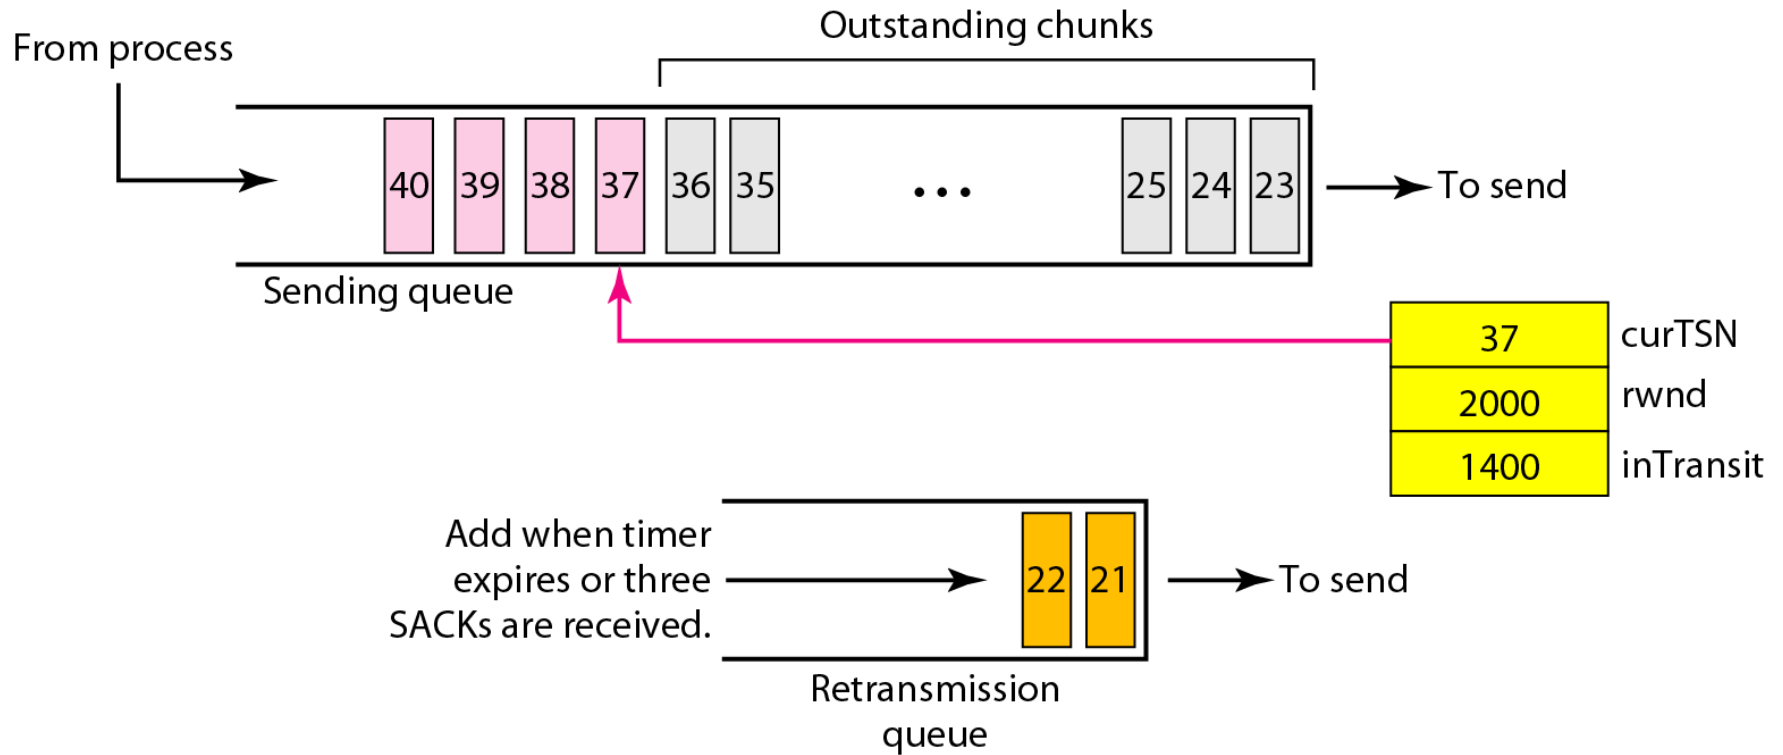 Outstanding chunks
From process
40 39 38 37 36 35 ... 25 24 23
To send
Sending queue
37 curTSN
2000 rwnd
1400 inTransit
Add when timer
expires or three
SACKs are received.
22 21
To send
Retransmission
queue